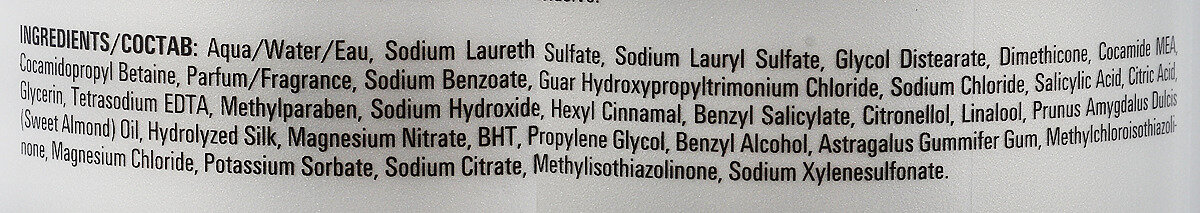 INGREDIENTS/СОСТАВ: Aqua/Water/Eau, Sodium Laureth Sulfate, Sodium Lauryl Sulfate, Glycol Distearate, Dimethicone, Cocamide MEA,
Cocamidopropyl Betaine, Parfum/Fragrance, Sodium Benzoate, Guar Hydroxypropyltrimonium Chloride, Sodium Chloride, Salicylic Acid, Citric Acid,
Glycerin, Tetrasodium EDTA, Methylparaben, Sodium Hydroxide, Hexyl Cinnamal, Benzyl Salicylate, Citronellol, Linalool, Prunus Amygdalus Dulcis
(Sweet Almond) Oil, Hydrolyzed Silk, Magnesium Nitrate, BHT, Propylene Glycol, Benzyl Alcohol, Astragalus Gummifer Gum, Methylchloroisothiazoli-
none, Magnesium Chloride, Potassium Sorbate, Sodium Citrate, Methylisothiazolinone, Sodium Xylenesulfonate.